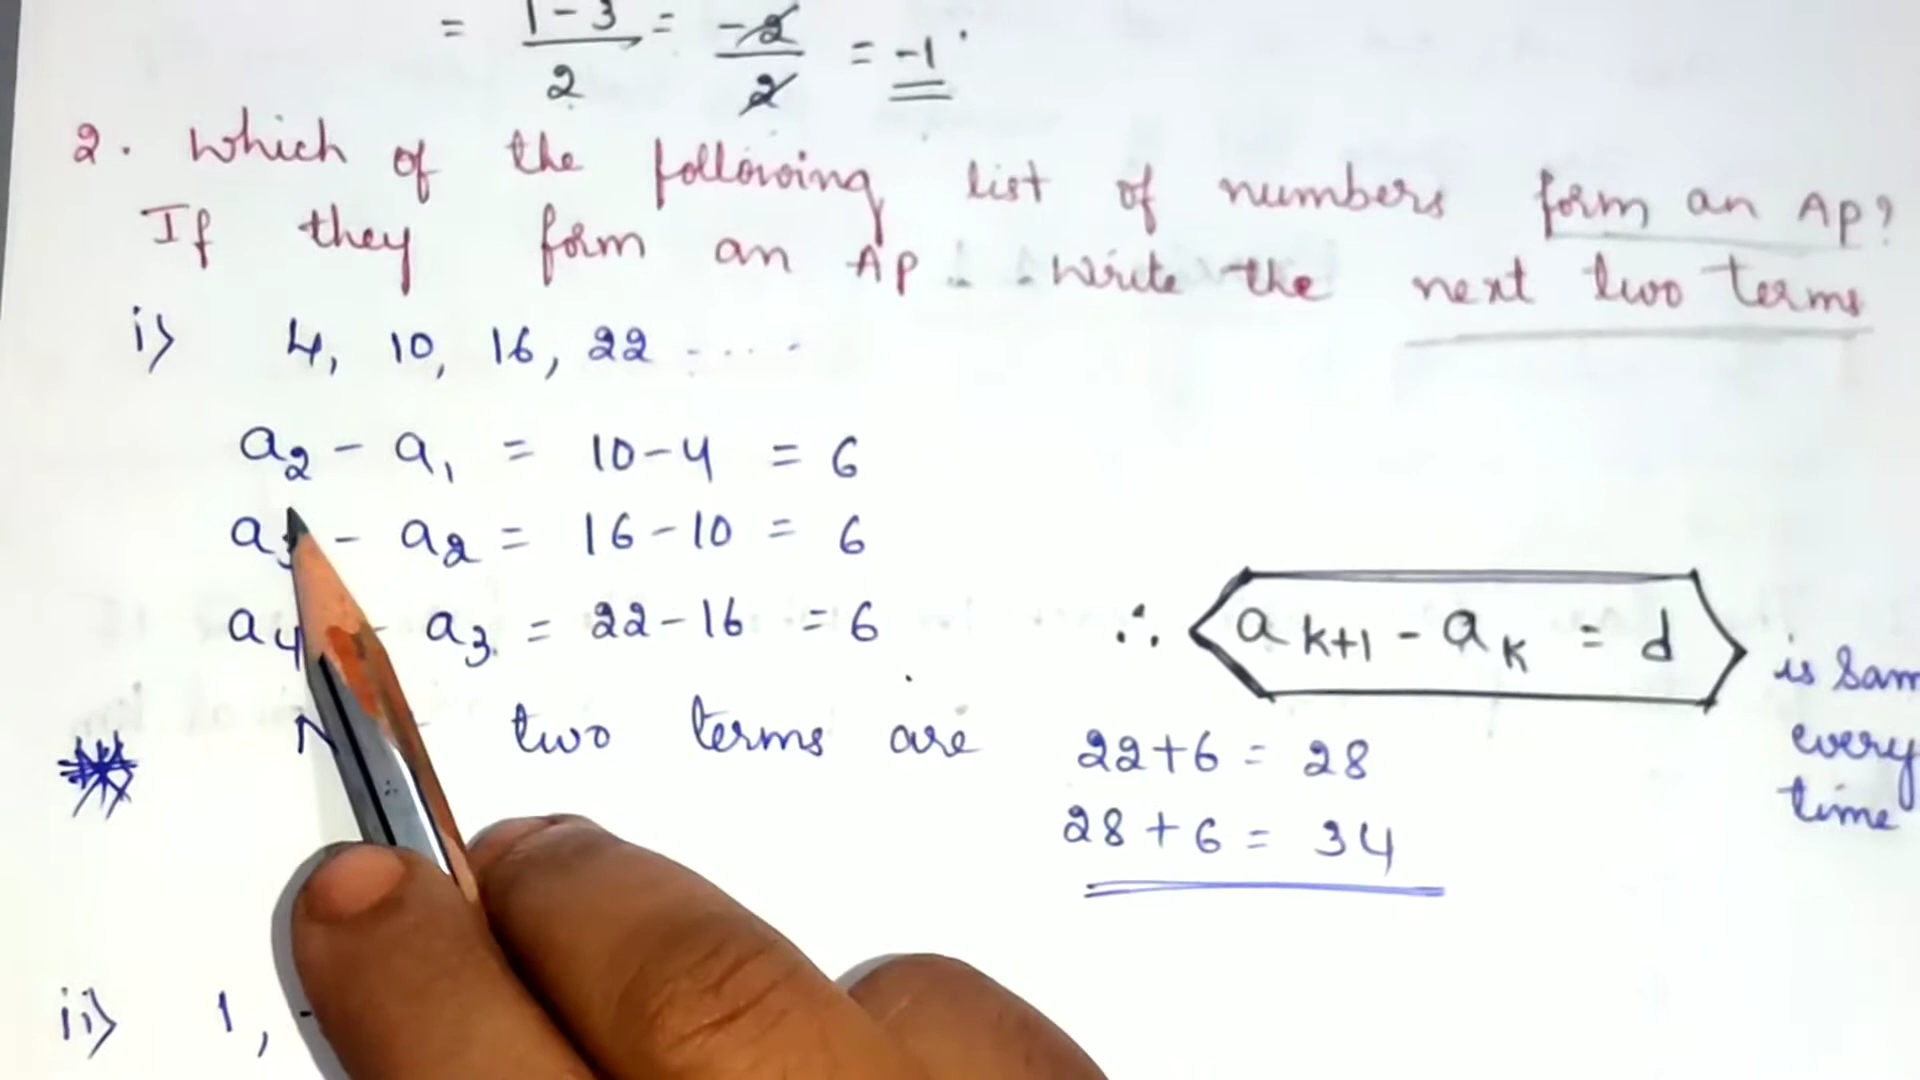 = 1-3/2 = -2/2 = -1
2. Which of the following list of numbers form an AP?
If they form an AP.. Write the next two terms
i) 4, 10, 16, 22 .....
a₂ - a₁ = 10-4 = 6
a₃ - a₂ = 16-10 = 6
a₄ - a₃ = 22-16 = 6
∴ aₖ₊₁ - aₖ = d is Sam
every
time
two terms are 22+6 = 28
28+6 = 34
ii) 1,